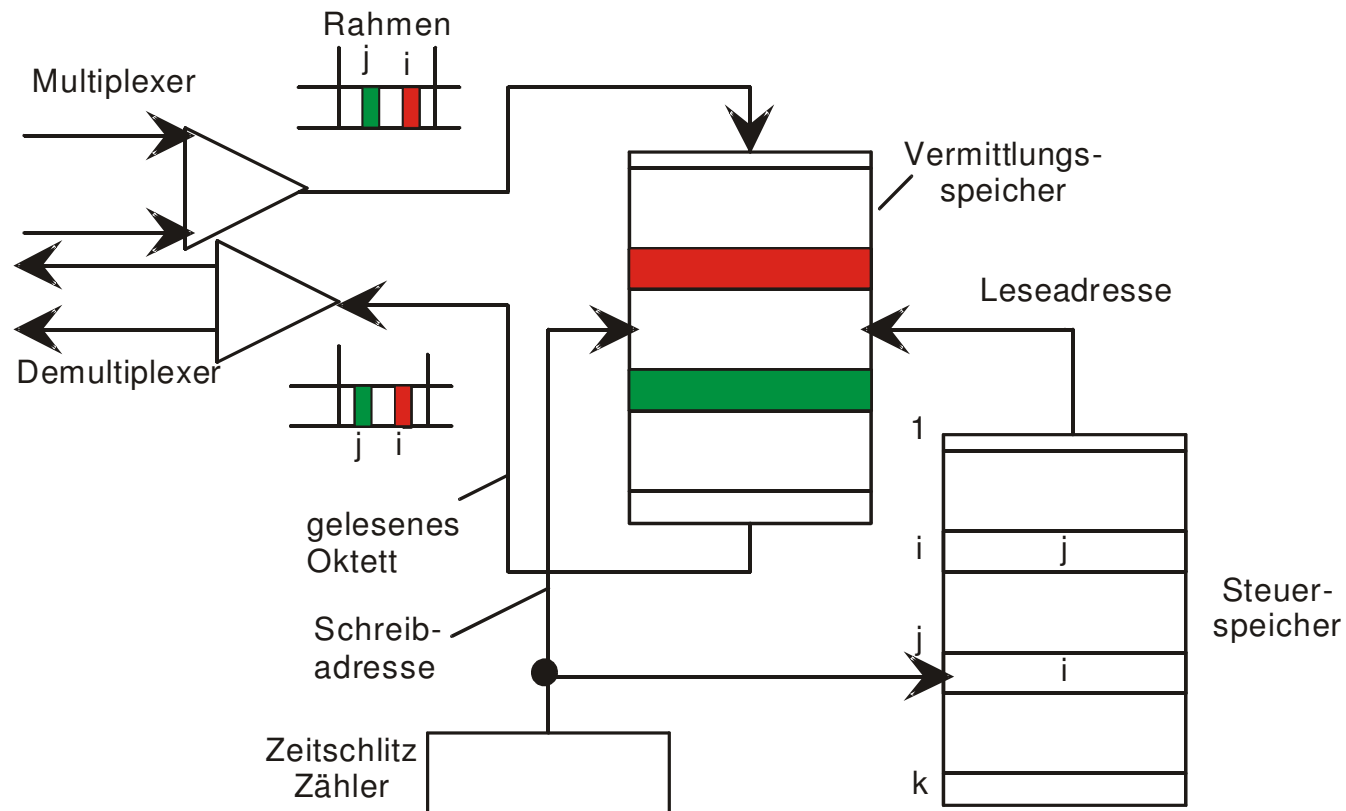 Rahmen
j i
Multiplexer
Vermittlungs-
speicher
Leseadresse
Demultiplexer
j i
1
gelesenes
Oktett
i j
Steuer-
speicher
Schreib-
adresse
j
i
Zeitschlitz
Zähler
k